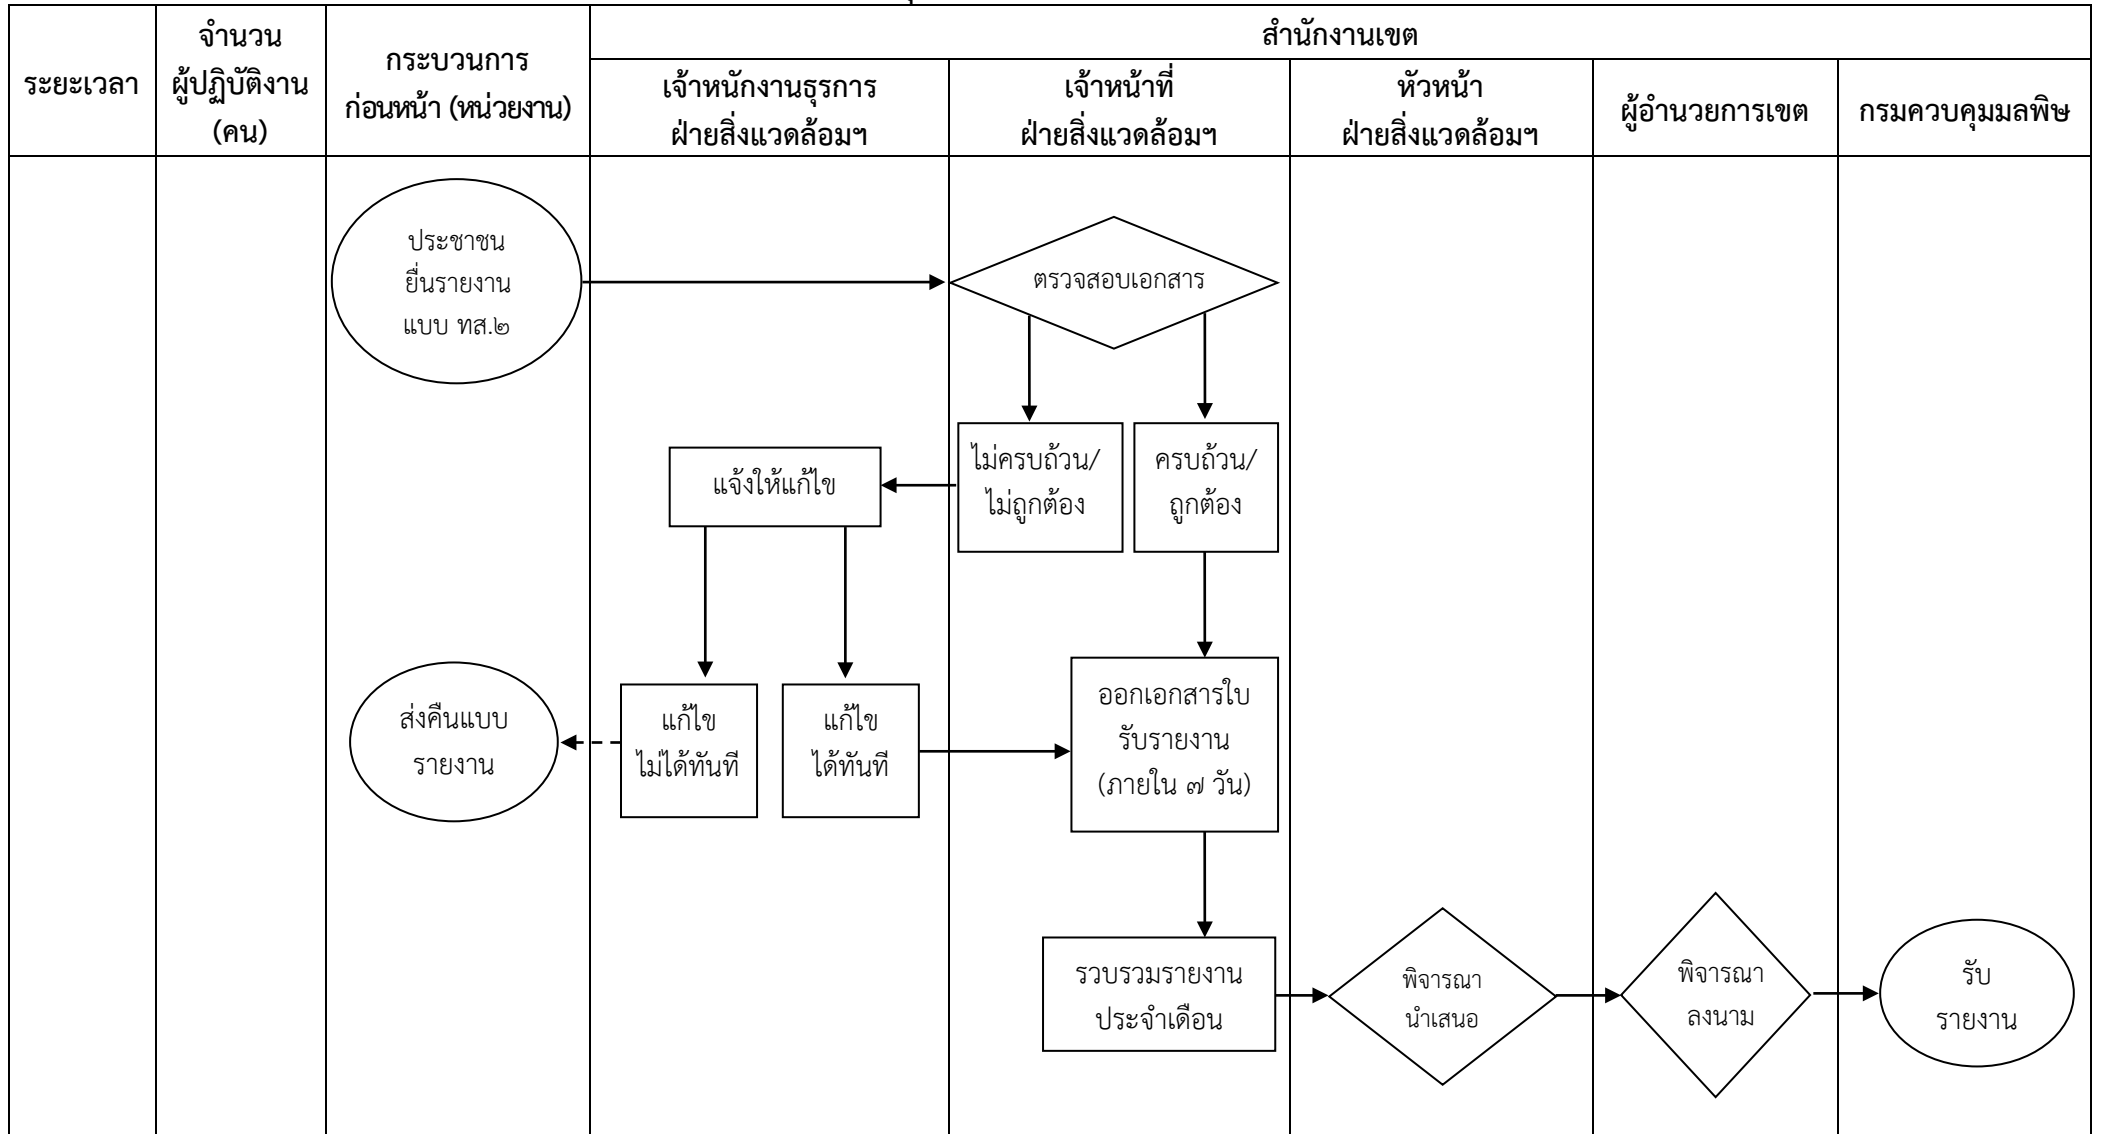 สำนักงานเขต
ระยะเวลา
จำนวน
ผู้ปฏิบัติงาน
(คน)
กระบวนการ
ก่อนหน้า (หน่วยงาน)
เจ้าหนักงานธุรการ
ฝ่ายสิ่งแวดล้อมฯ
เจ้าหน้าที่
ฝ่ายสิ่งแวดล้อมฯ
หัวหน้า
ฝ่ายสิ่งแวดล้อมฯ
ผู้อำนวยการเขต
กรมควบคุมมลพิษ
ประชาชน
ยื่นรายงาน
แบบ ทส.๒
ตรวจสอบเอกสาร
แจ้งให้แก้ไข
ไม่ครบถ้วน/
ไม่ถูกต้อง
ครบถ้วน/
ถูกต้อง
ส่งคืนแบบ
รายงาน
แก้ไข
ไม่ได้ทันที
แก้ไข
ได้ทันที
ออกเอกสารใบ
รับรายงาน
(ภายใน ๗ วัน)
รวบรวมรายงาน
ประจำเดือน
พิจารณา
นำเสนอ
พิจารณา
ลงนาม
รับ
รายงาน